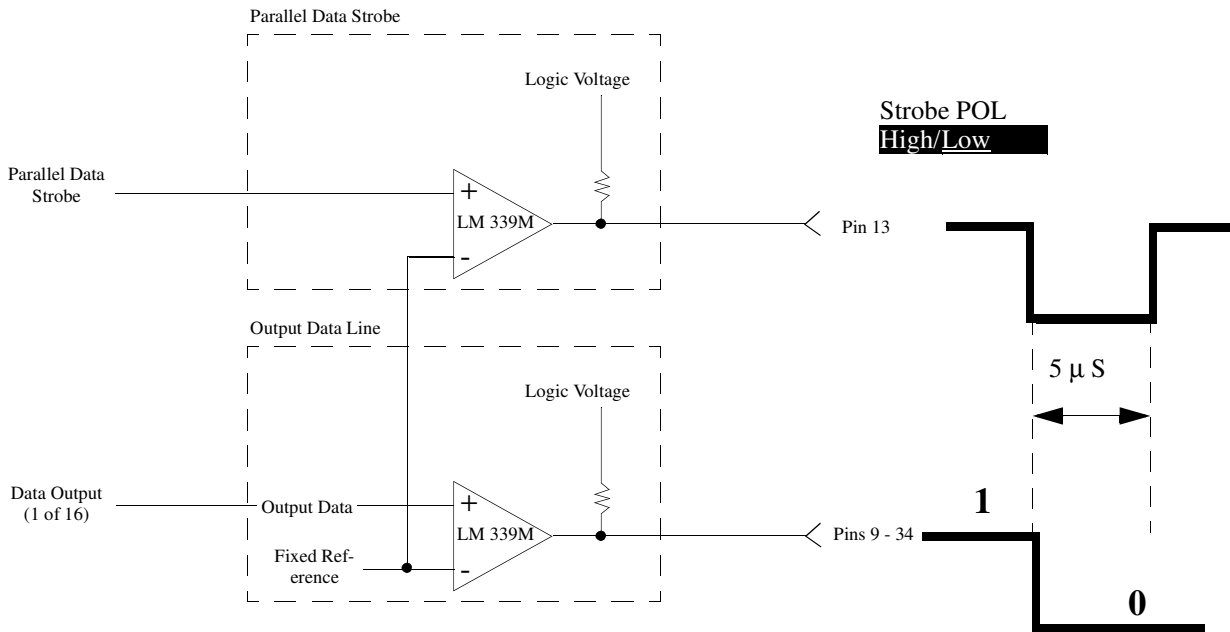 Parallel Data Strobe
Logic Voltage
Strobe POL
High/Low
Parallel Data
Strobe
+
LM 339M
-
Pin 13
Output Data Line
5 μ S
Logic Voltage
Data Output
(1 of 16)
Output Data
+
LM 339M
-
Fixed Ref-
erence
Pins 9 - 34
1
0